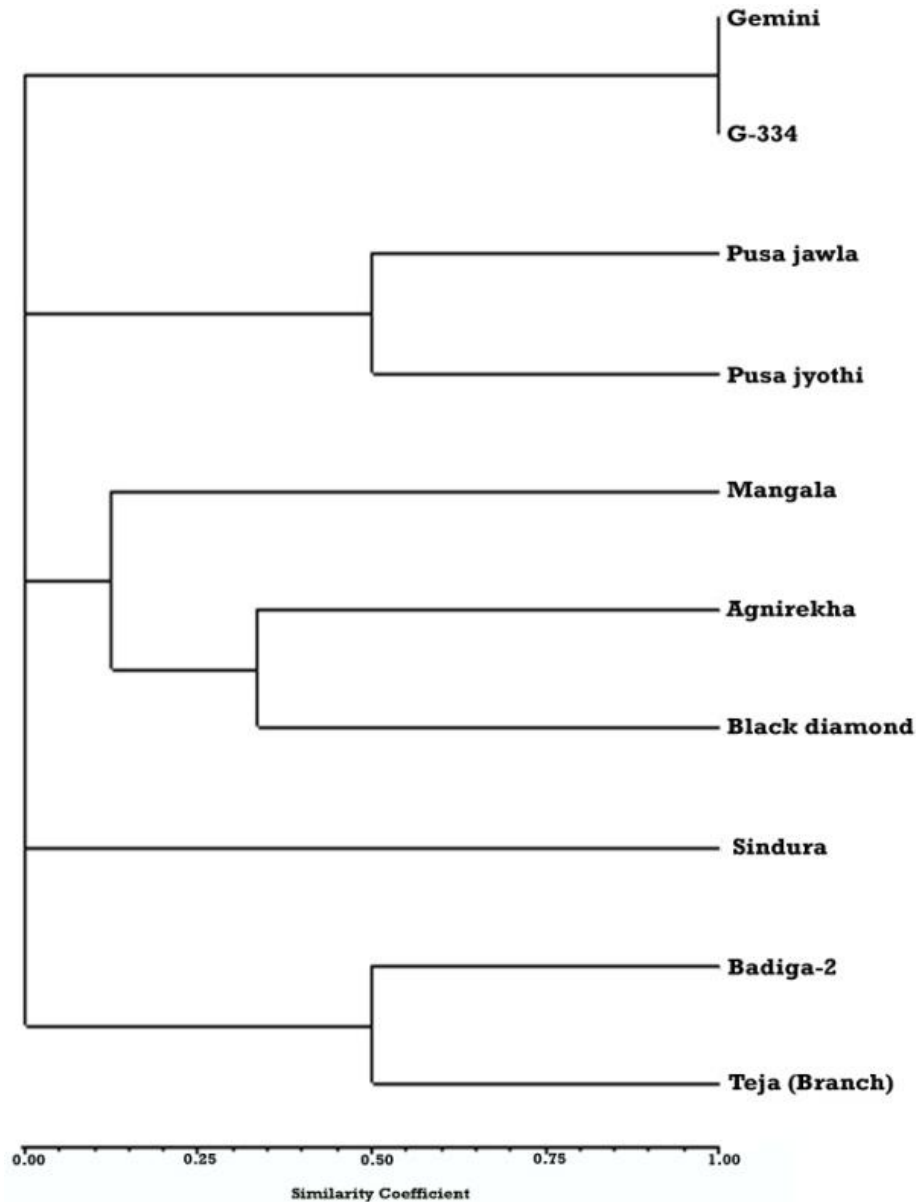 Gemini
G-334
Pusa jawla
Pusa jyothi
Mangala
Agnirekha
Black diamond
Sindura
Badiga-2
Teja (Branch)
0.00 0.25 0.50 0.75 1.00
Similarity Coefficient